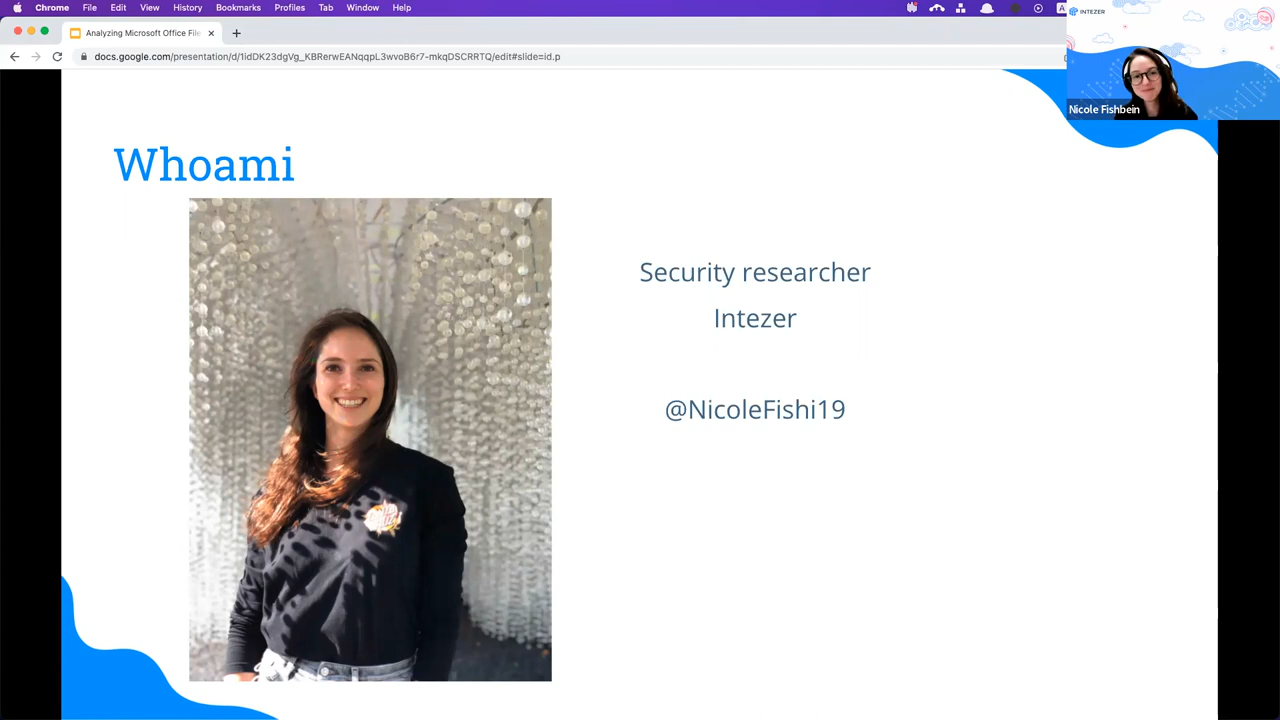 Chrome File Edit View History Bookmarks Profiles Tab Window Help
Analyzing Microsoft Office File
docs.google.com/presentation/d/1idDK23dgVg_KBRerwEANqqpL3wvoB6r7-mkqDSCRRTQ/edit#slide=id.p
INTEZER
Nicole Fishbein
Whoami
Security researcher
Intezer
@NicoleFishi19